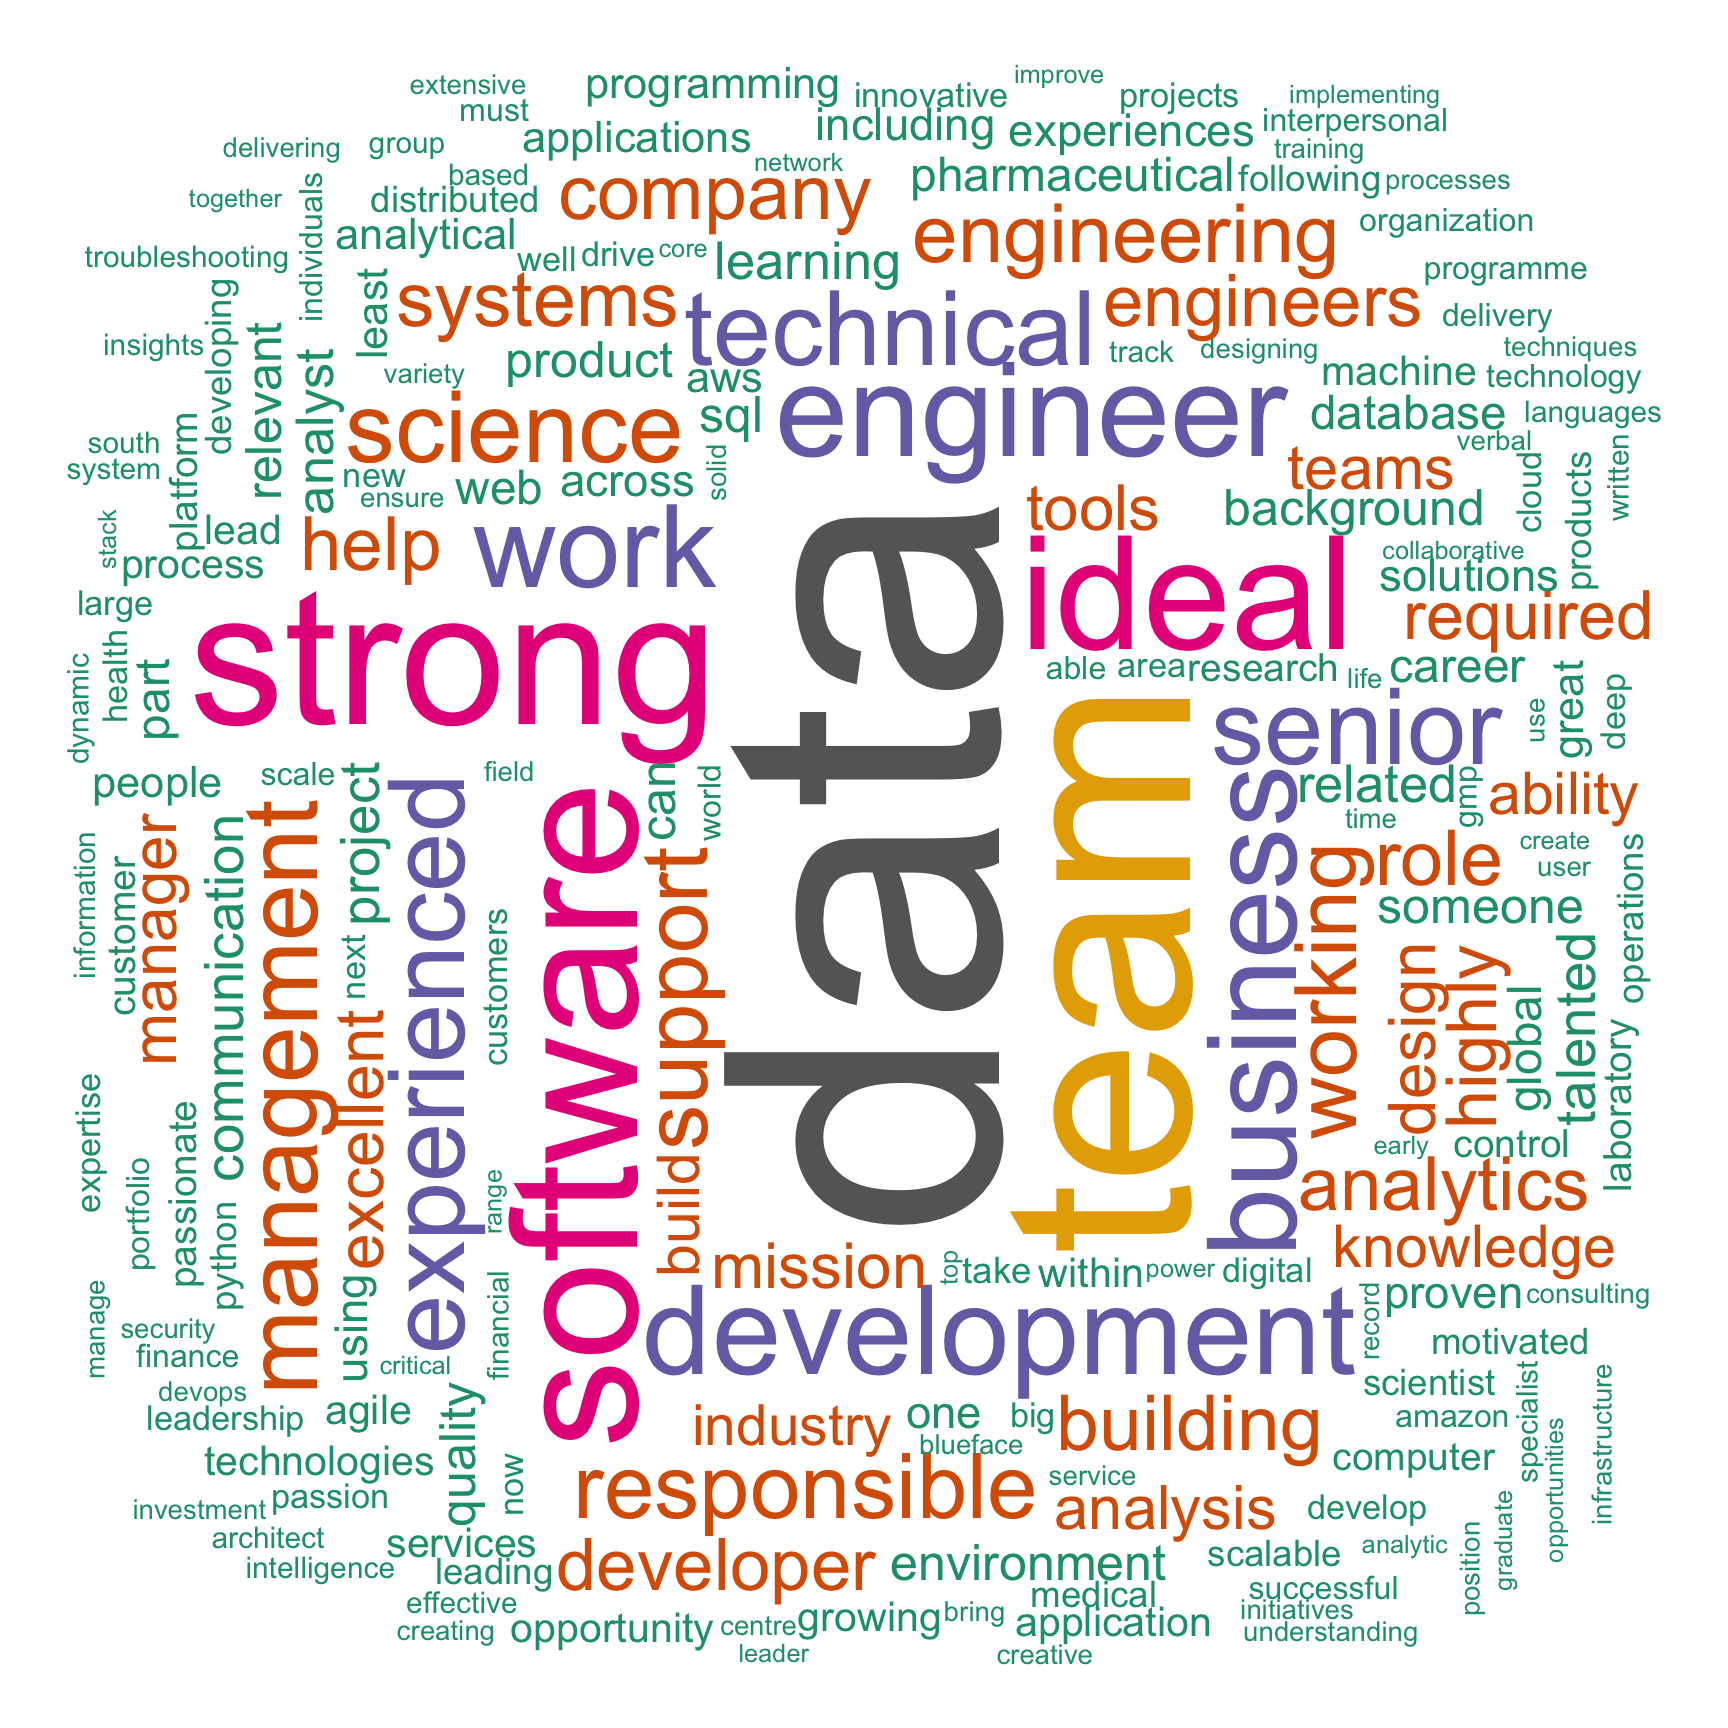 improve
extensive
programming
innovative
projects
implementing
must
including
experiences
interpersonal
delivering
group
applications
network
training
together
individuals
based
distributed
company
pharmaceutical
following
processes
analytical
engineering
organization
troubleshooting
well
drive
core
learning
programme
developing
least
systems
technical
engineers
delivery
insights
relevant
analyst
variety
product
aws
track
designing
techniques
machine
technology
science
sql
engineer
database
languages
south
system
platform
new
ensure
web
across
solid
teams
verbal
cloud
products
written
stack
lead
process
help
work
data
tools
background
collaborative
solutions
ideal
large
required
strong
dynamic
health
part
able
area
research
life
career
great
deep
use
senior
team
people
scale
field
project
can
world
related
gmp
ability
time
information
customer
manager
communication
management
experienced
software
support
business
working
role
create
user
operations
someone
next
customers
design
highly
global
talented
laboratory
excellent
expertise
portfolio
passionate
python
range
build
early
control
analytics
mission
top
take
within
power
digital
knowledge
proven
consulting
record
manage
security
finance
using
critical
financial
development
motivated
devops
leadership
agile
quality
industry
one
big
blueface
building
scientist
amazon
specialist
opportunities
infrastructure
technologies
computer
passion
now
responsible
service
analysis
develop
investment
architect
services
intelligence
leading
developer
environment
scalable
analytic
position
graduate
effective
medical
successful
initiatives
creating
opportunity
centre
growing
bring
application
understanding
leader
creative